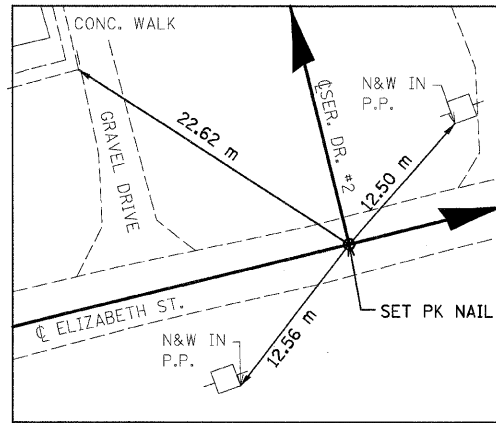 CONC. WALK
N&W IN
P.P.
22.62 m
℄SER. DR. #2
GRAVEL DRIVE
12.50 m
℄ ELIZABETH ST.
SET PK NAIL
N&W IN
P.P.
12.56 m